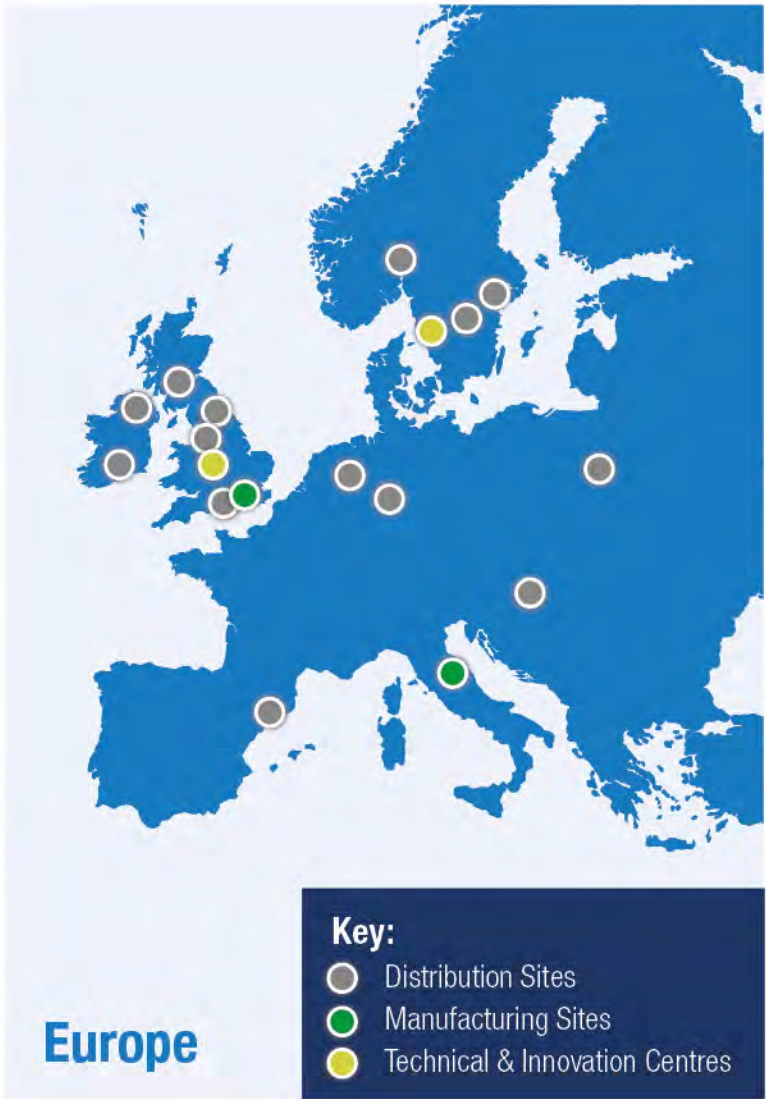 Key:
Distribution Sites
Manufacturing Sites
Technical & Innovation Centres
Europe